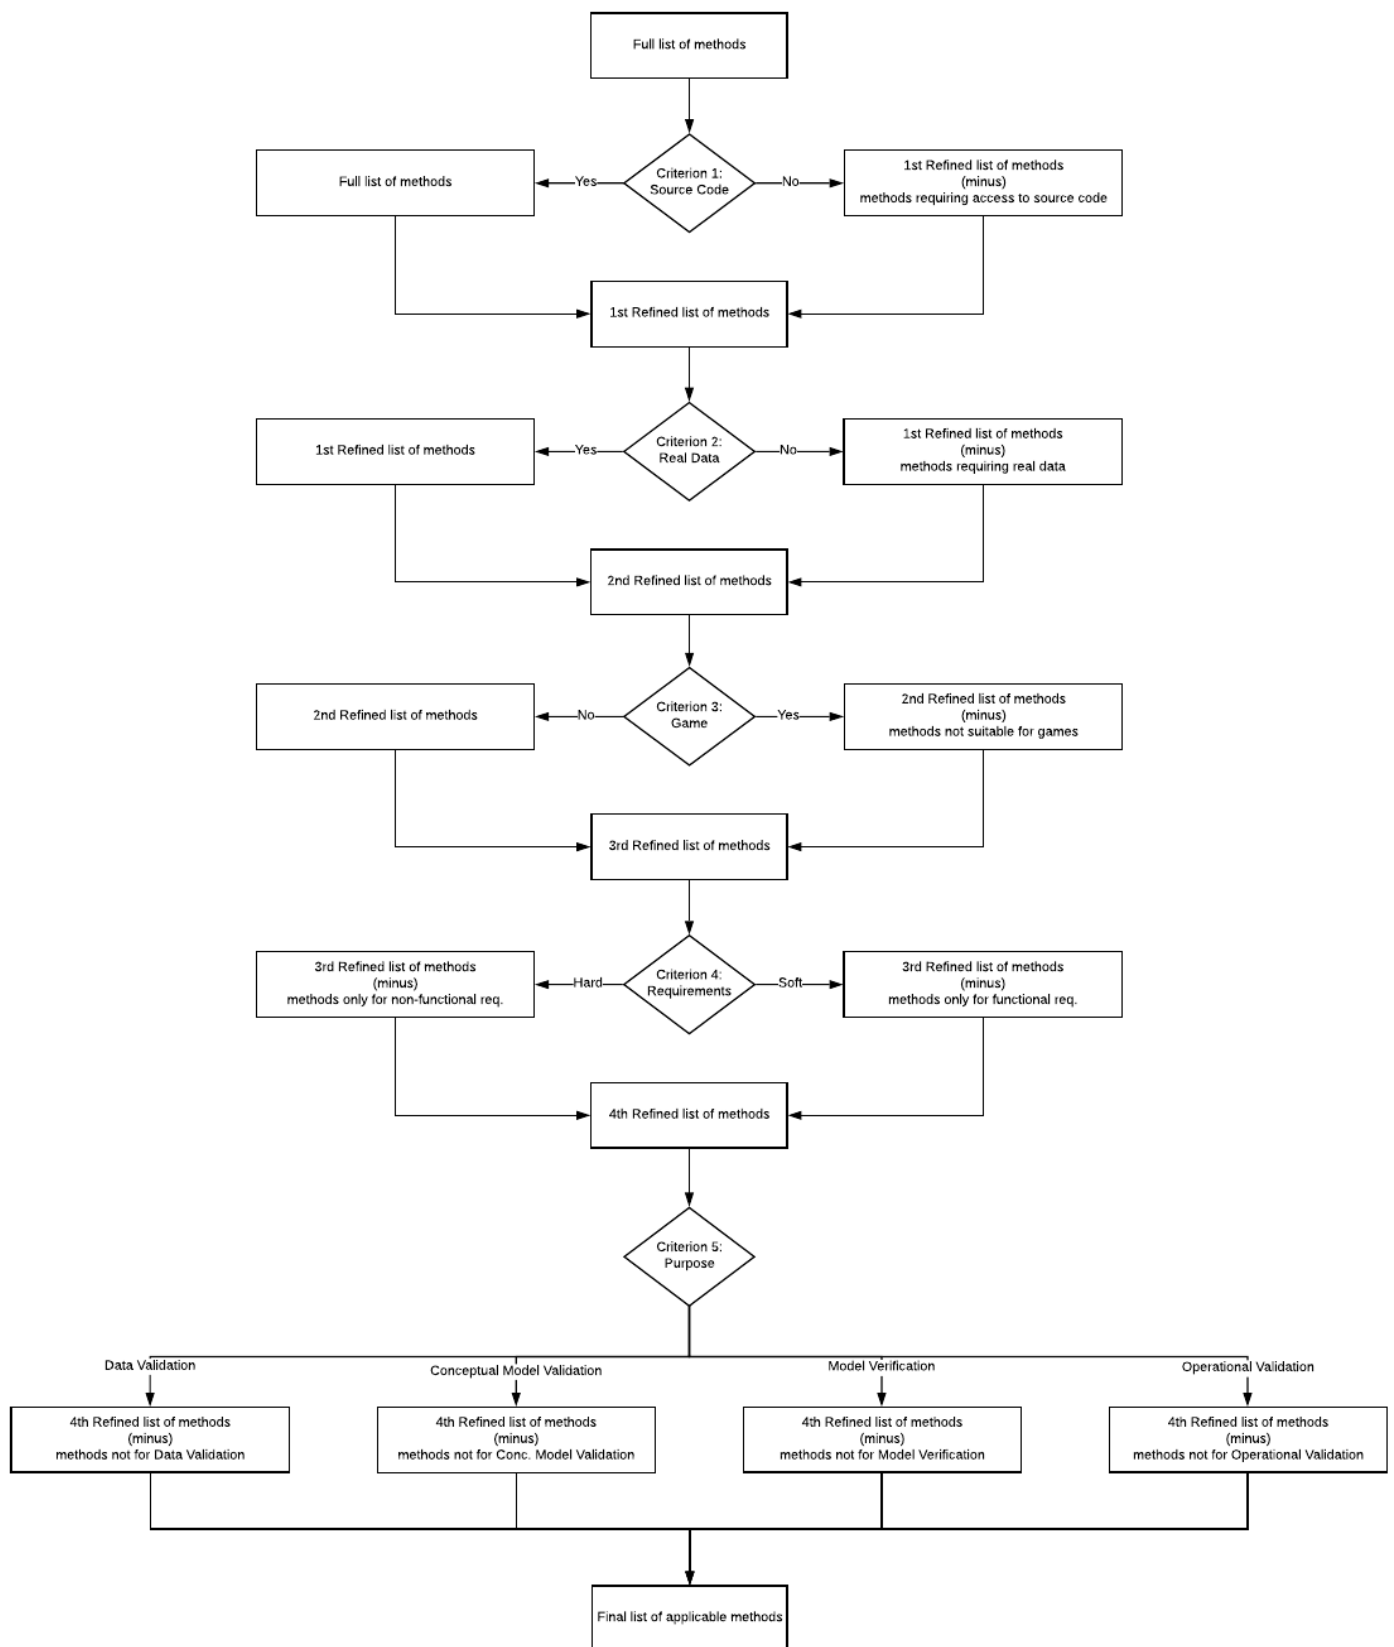 Full list of methods
Full list of methods
Yes
Criterion 1:
Source Code
No
1st Refined list of methods
(minus)
methods requiring access to source code
1st Refined list of methods
1st Refined list of methods
Yes
Criterion 2:
Real Data
No
1st Refined list of methods
(minus)
methods requiring real data
2nd Refined list of methods
2nd Refined list of methods
No
Criterion 3:
Game
Yes
2nd Refined list of methods
(minus)
methods not suitable for games
3rd Refined list of methods
3rd Refined list of methods
(minus)
methods only for non-functional req.
Hard
Criterion 4:
Requirements
Soft
3rd Refined list of methods
(minus)
methods only for functional req.
4th Refined list of methods
Criterion 5:
Purpose
Data Validation
Conceptual Model Validation
Model Verification
Operational Validation
4th Refined list of methods
(minus)
methods not for Data Validation
4th Refined list of methods
(minus)
methods not for Conc. Model Validation
4th Refined list of methods
(minus)
methods not for Model Verification
4th Refined list of methods
(minus)
methods not for Operational Validation
Final list of applicable methods